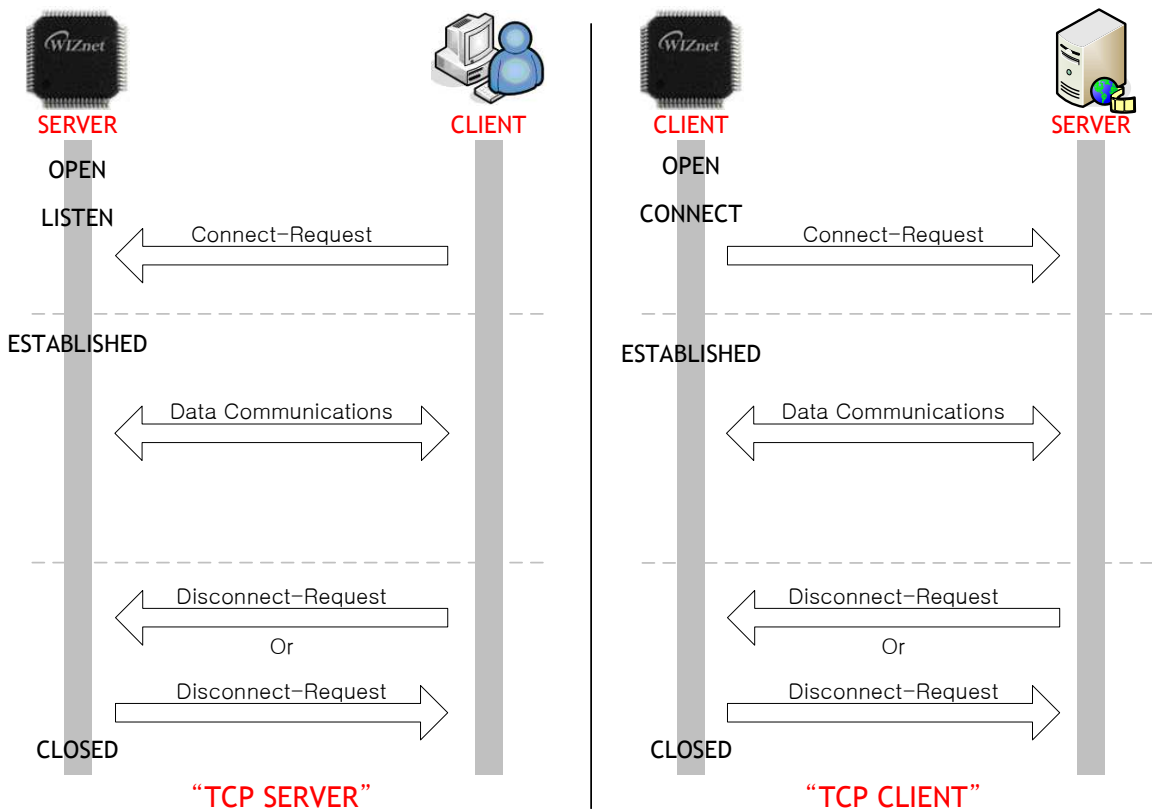 WIZnet
SERVER
CLIENT
OPEN
LISTEN
Connect-Request
ESTABLISHED
Data Communications
Disconnect-Request
Or
Disconnect-Request
CLOSED
“TCP SERVER”
WIZnet
CLIENT
SERVER
OPEN
CONNECT
Connect-Request
ESTABLISHED
Data Communications
Disconnect-Request
Or
Disconnect-Request
CLOSED
“TCP CLIENT”